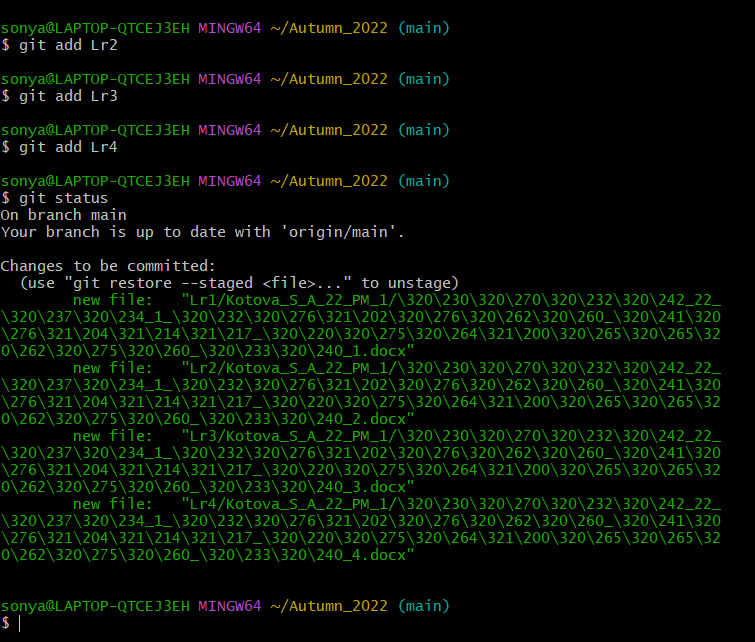 sonya@LAPTOP-QTCEJ3EH MINGW64 ~/Autumn_2022 (main)
$ git add Lr2
sonya@LAPTOP-QTCEJ3EH MINGW64 ~/Autumn_2022 (main)
$ git add Lr3
sonya@LAPTOP-QTCEJ3EH MINGW64 ~/Autumn_2022 (main)
$ git add Lr4
sonya@LAPTOP-QTCEJ3EH MINGW64 ~/Autumn_2022 (main)
$ git status
On branch main
Your branch is up to date with 'origin/main'.
Changes to be committed:
(use "git restore --staged <file>..." to unstage)
new file:   "Lr1/Kotova_S_A_22_PM_1/\320\230\320\270\320\232\320\242_22_
\320\237\320\234_1_\320\232\320\276\321\202\320\276\320\262\320\260_\320\241\320
\276\321\204\321\214\321\217_\320\220\320\275\320\264\321\200\320\265\320\265\32
0\262\320\275\320\260_\320\233\320\240_1.docx"
new file:   "Lr2/Kotova_S_A_22_PM_1/\320\230\320\270\320\232\320\242_22_
\320\237\320\234_1_\320\232\320\276\321\202\320\276\320\262\320\260_\320\241\320
\276\321\204\321\214\321\217_\320\220\320\275\320\264\321\200\320\265\320\265\32
0\262\320\275\320\260_\320\233\320\240_2.docx"
new file:   "Lr3/Kotova_S_A_22_PM_1/\320\230\320\270\320\232\320\242_22_
\320\237\320\234_1_\320\232\320\276\321\202\320\276\320\262\320\260_\320\241\320
\276\321\204\321\214\321\217_\320\220\320\275\320\264\321\200\320\265\320\265\32
0\262\320\275\320\260_\320\233\320\240_3.docx"
new file:   "Lr4/Kotova_S_A_22_PM_1/\320\230\320\270\320\232\320\242_22_
\320\237\320\234_1_\320\232\320\276\321\202\320\276\320\262\320\260_\320\241\320
\276\321\204\321\214\321\217_\320\220\320\275\320\264\321\200\320\265\320\265\32
0\262\320\275\320\260_\320\233\320\240_4.docx"
sonya@LAPTOP-QTCEJ3EH MINGW64 ~/Autumn_2022 (main)
$